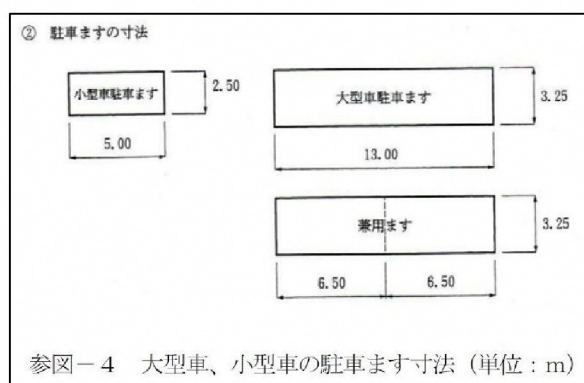 ② 駐車ますの寸法
小型車駐車ます
2.50
5.00
大型車駐車ます
3.25
13.00
兼用ます
3.25
6.50
6.50
参図－4 大型車、小型車の駐車ます寸法（単位：m）